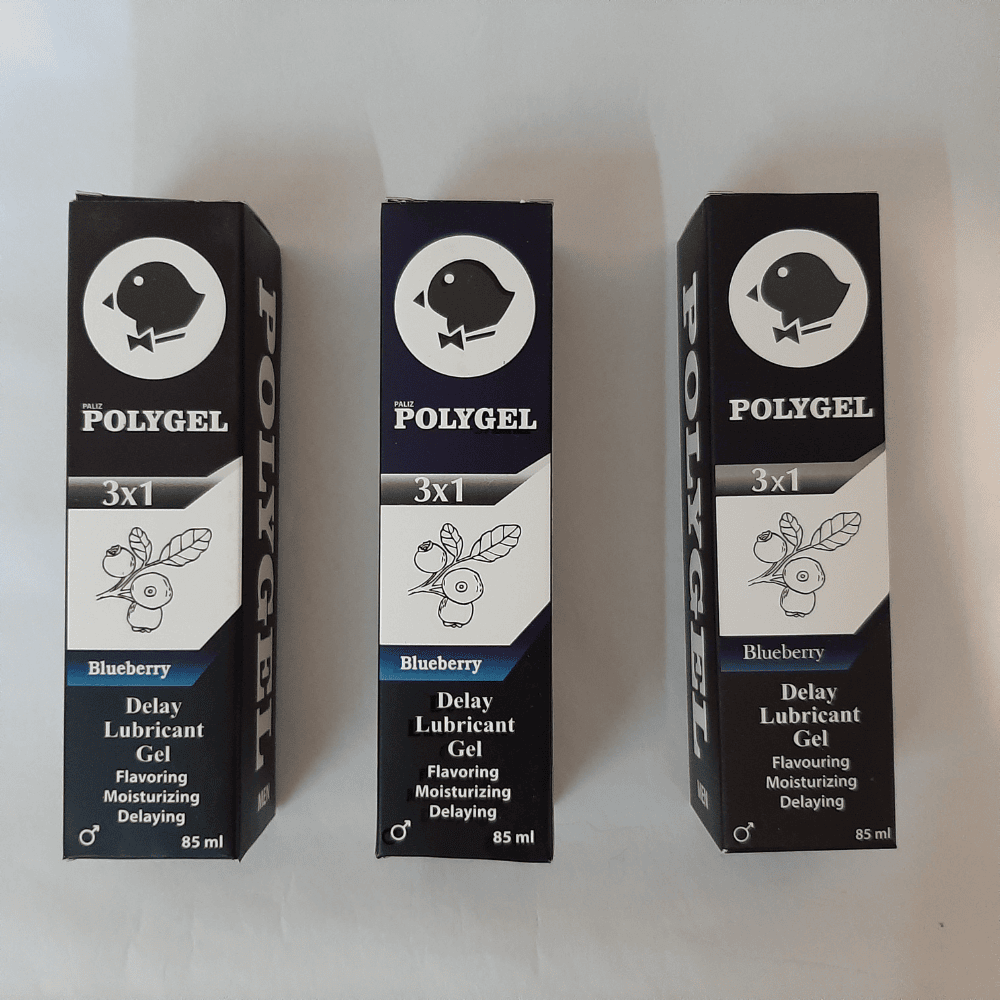 PALIZ
POLYGEL
3x1
Blueberry
Delay
Lubricant
Gel
Flavoring
Moisturizing
Delaying
85 ml
POLYGEL
MEN
PALIZ
POLYGEL
3x1
Blueberry
Delay
Lubricant
Gel
Flavoring
Moisturizing
Delaying
85 ml
POLYGEL
MEN
POLYGEL
3x1
Blueberry
Delay
Lubricant
Gel
Flavouring
Moisturizing
Delaying
85 ml